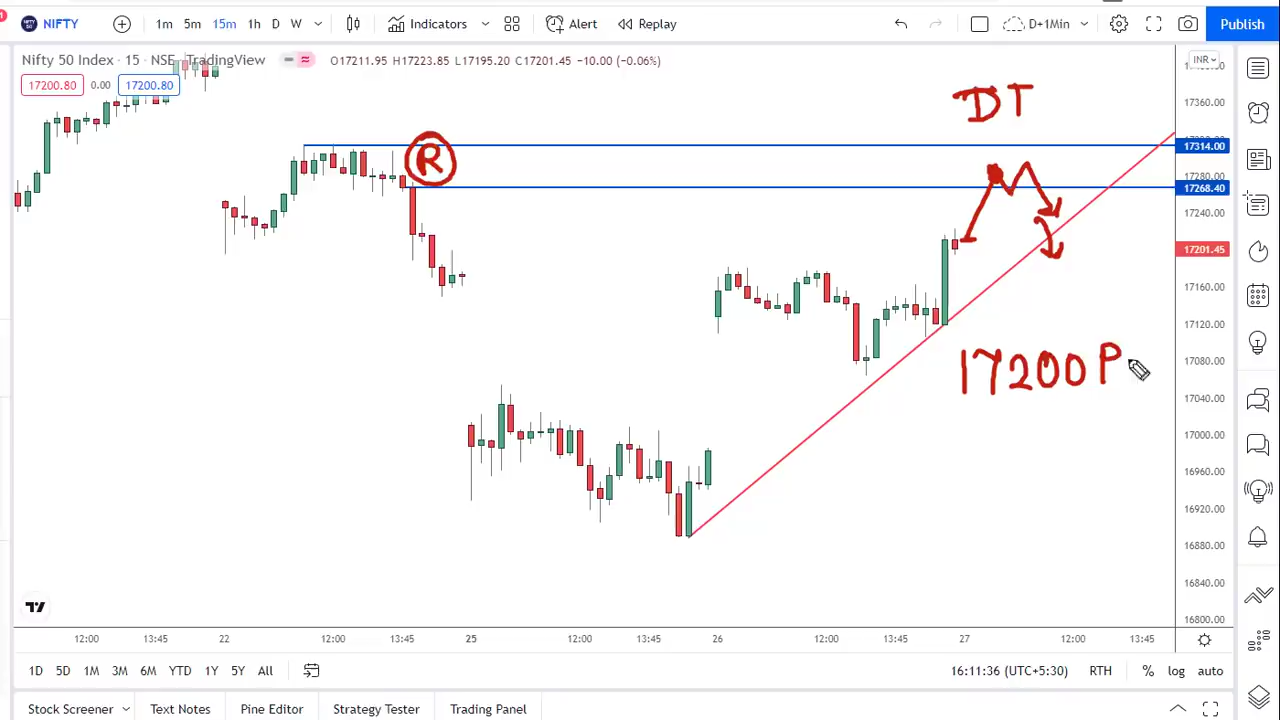 NIFTY 1m 5m 15m 1h D W Indicators Alert Replay D+1Min Publish
Nifty 50 Index · 15 · NSE TradingView O17211.95 H17223.85 L17195.20 C17201.45 −10.00 (−0.06%)
INR
17200.80 0.00 17200.80
DT
17360.00
R
17314.00
17280.00
17268.40
17240.00
17201.45
17160.00
17120.00
17200P
17080.00
17040.00
17000.00
16960.00
16920.00
16880.00
16840.00
16800.00
12:00 13:45 22 12:00 13:45 25 12:00 13:45 26 12:00 13:45 27 12:00 13:45
1D 5D 1M 3M 6M YTD 1Y 5Y All 16:11:36 (UTC+5:30) RTH % log auto
Stock Screener Text Notes Pine Editor Strategy Tester Trading Panel